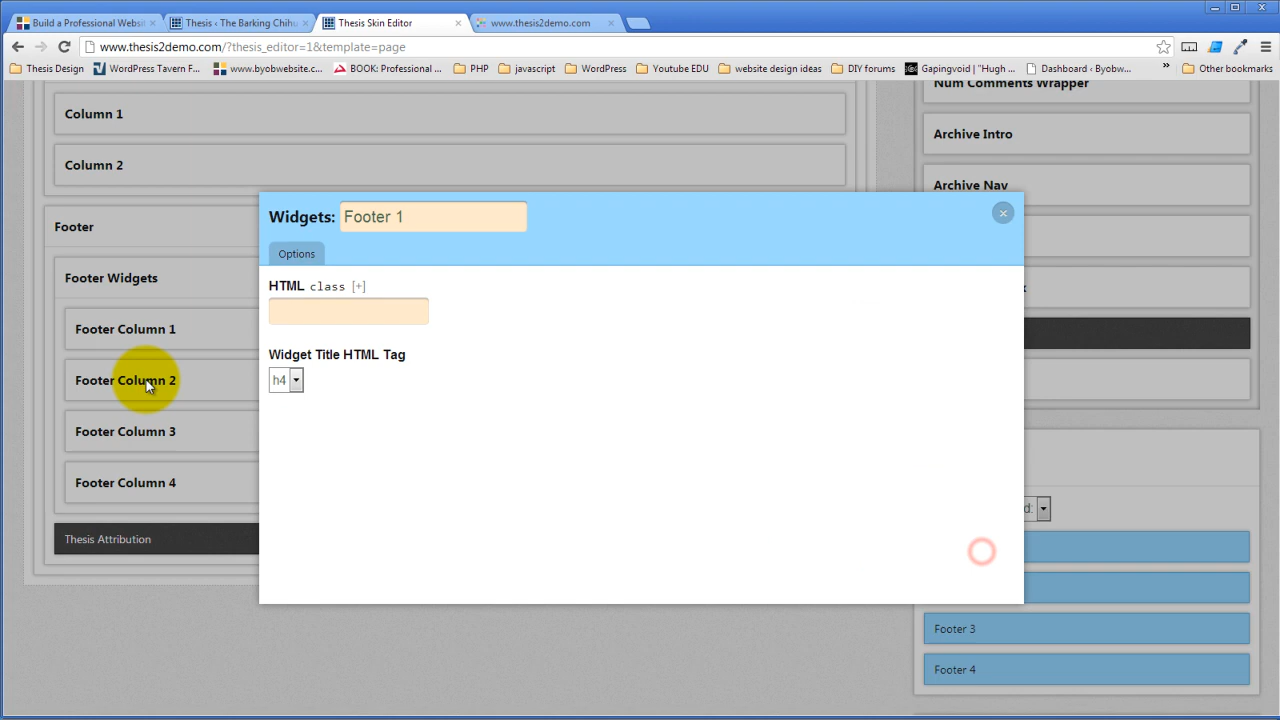 Build a Professional Websit
Thesis ‹ The Barking Chihu
Thesis Skin Editor
www.thesis2demo.com
www.thesis2demo.com/?thesis_editor=1&template=page
Thesis Design
WordPress Tavern F...
www.byobwebsite.c...
BOOK: Professional ...
PHP
javascript
WordPress
Youtube EDU
website design ideas
DIY forums
Gapingvoid | "Hugh ...
Dashboard ‹ Byobw...
»
Other bookmarks
Num Comments Wrapper
Column 1
Archive Intro
Column 2
Archive Nav
Widgets: Footer 1
Footer
Options
Footer Widgets
HTML class [+]
Footer Column 1
Widget Title HTML Tag
Footer Column 2
h4
Footer Column 3
Footer Column 4
Thesis Attribution
Footer 3
Footer 4